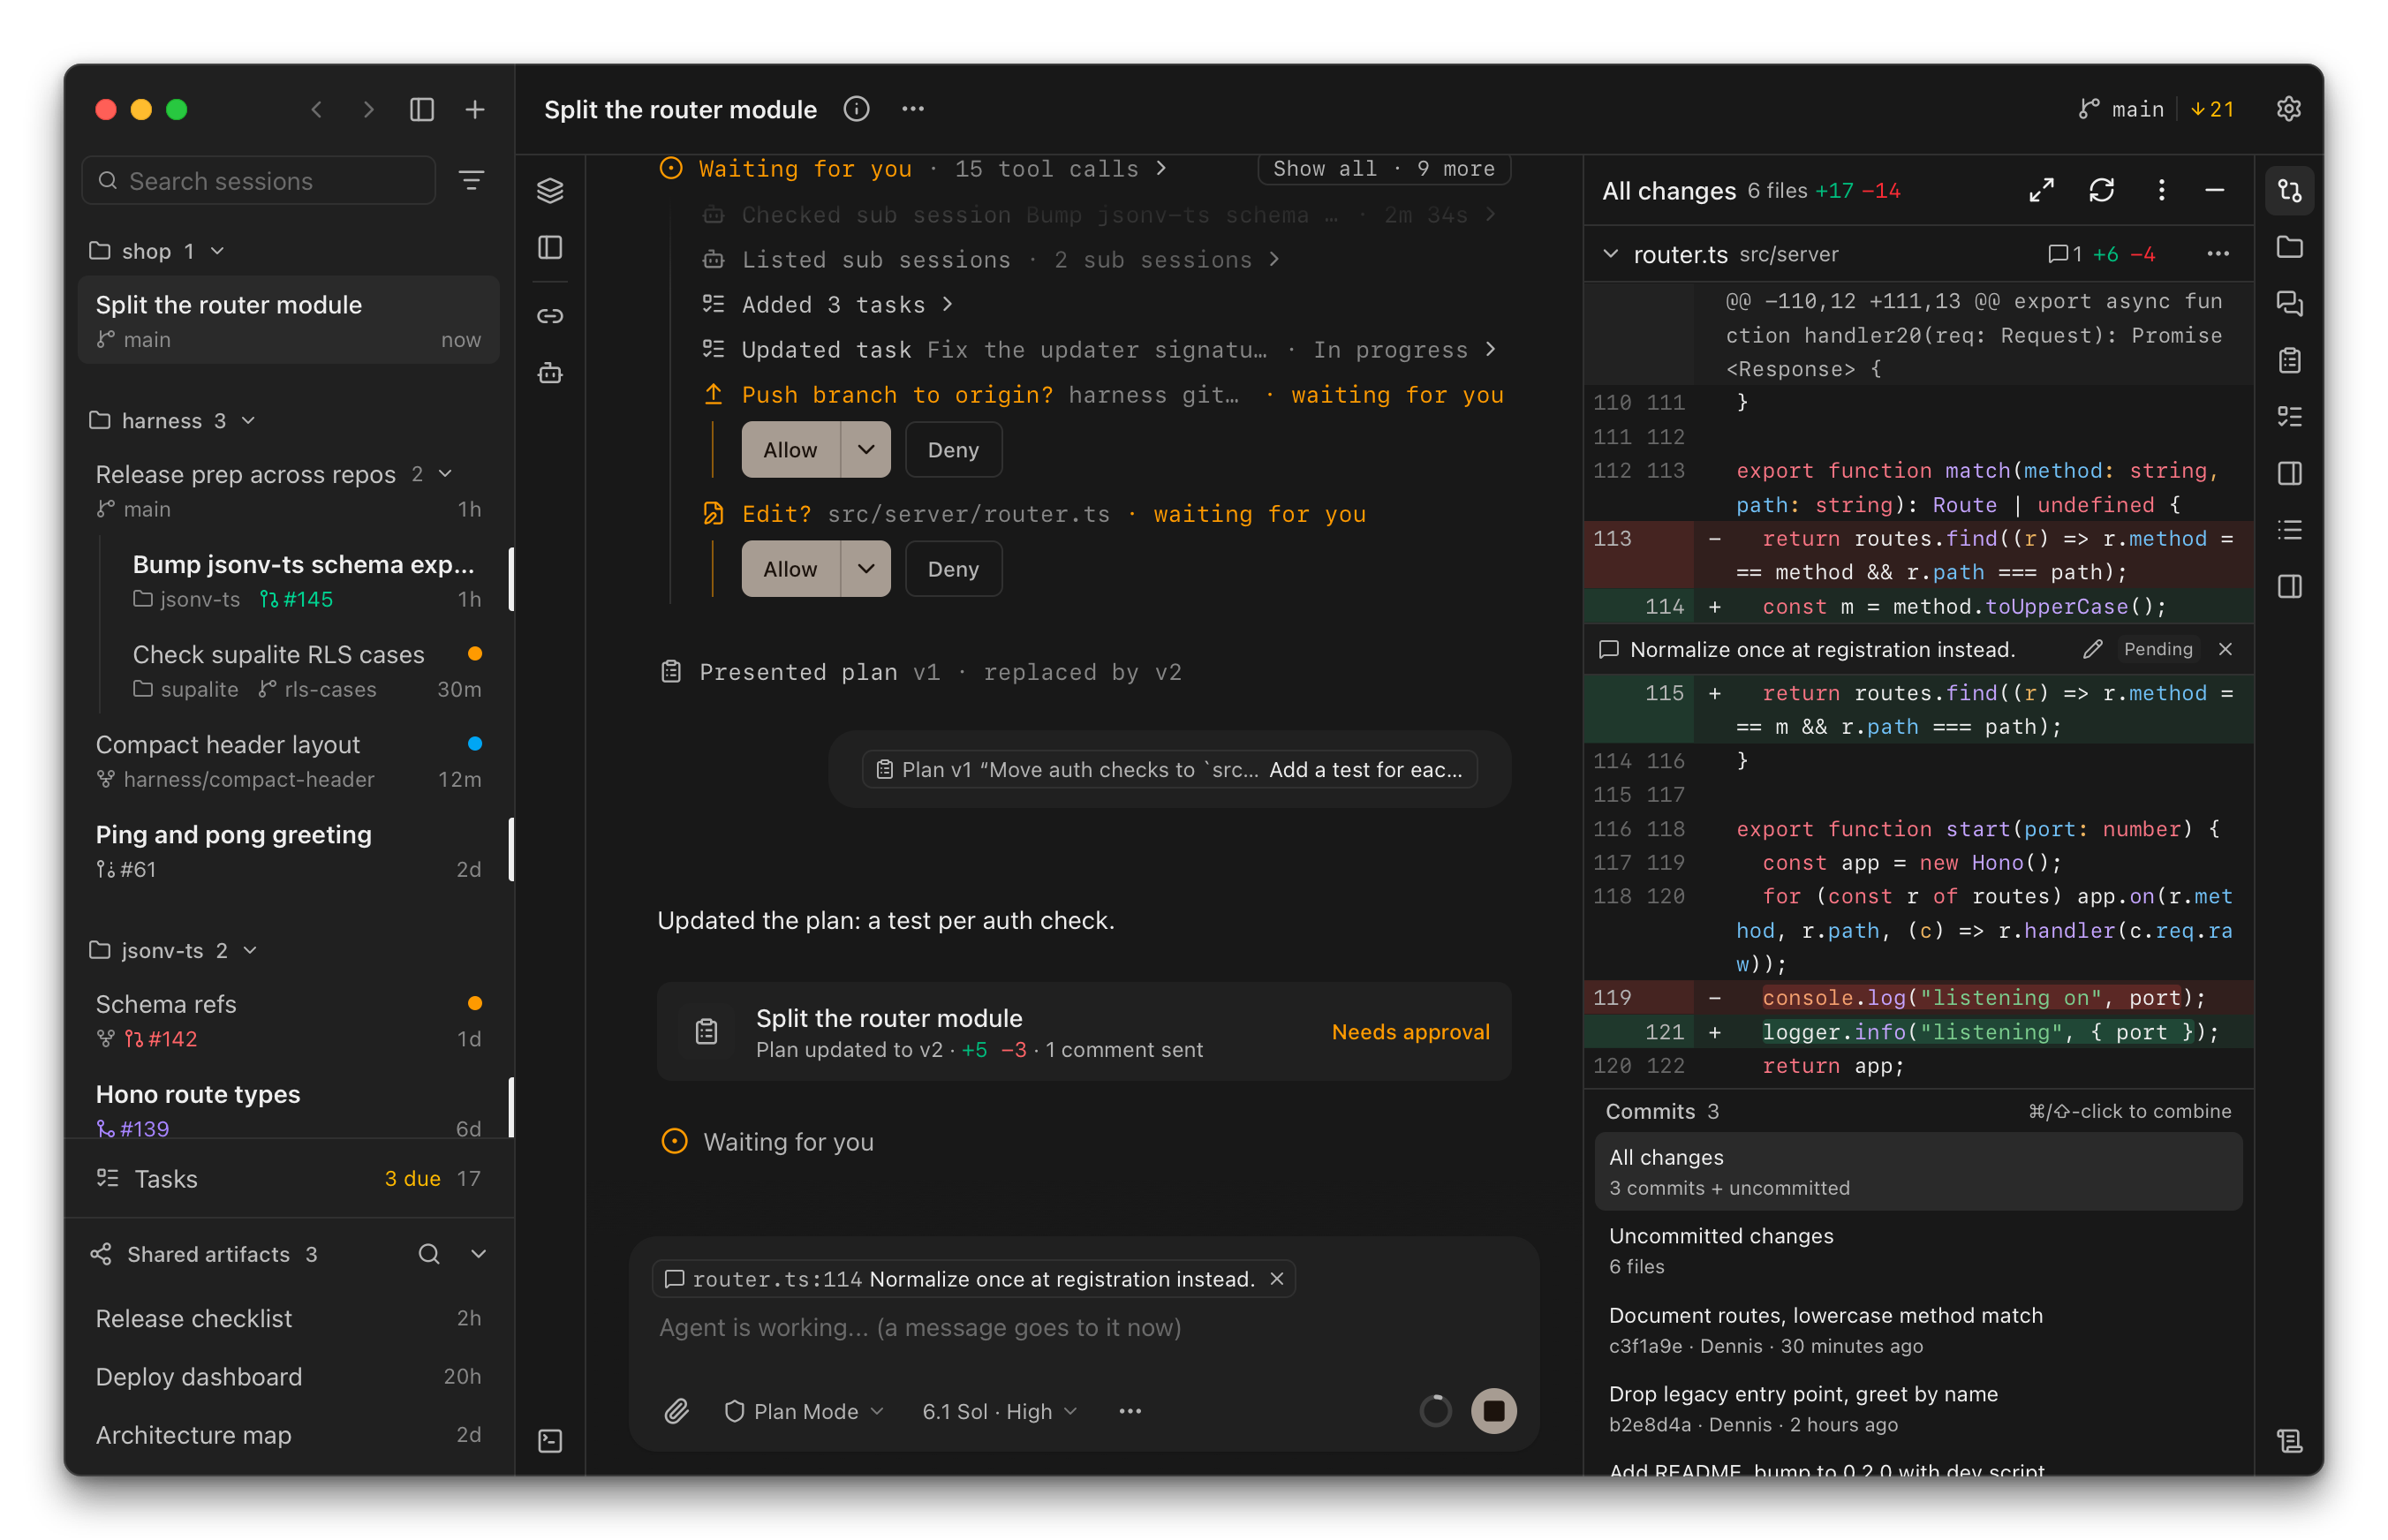 Split the router module
main
↓21
Search sessions
shop 1
Split the router module
main now
harness 3
Release prep across repos 2
main 1h
Bump jsonv-ts schema exp...
jsonv-ts #145 1h
Check supalite RLS cases
supalite rls-cases 30m
Compact header layout
harness/compact-header 12m
Ping and pong greeting
#61 2d
jsonv-ts 2
Schema refs
#142 1d
Hono route types
#139 6d
Tasks 3 due 17
Shared artifacts 3
Release checklist 2h
Deploy dashboard 20h
Architecture map 2d
Waiting for you · 15 tool calls
Show all · 9 more
Checked sub session Bump jsonv-ts schema … · 2m 34s
Listed sub sessions · 2 sub sessions
Added 3 tasks
Updated task Fix the updater signatu… · In progress
Push branch to origin? harness git… · waiting for you
Allow Deny
Edit? src/server/router.ts · waiting for you
Allow Deny
Presented plan v1 · replaced by v2
Plan v1 “Move auth checks to `src... Add a test for eac...
Updated the plan: a test per auth check.
Split the router module
Plan updated to v2 · +5 −3 · 1 comment sent
Needs approval
Waiting for you
router.ts:114 Normalize once at registration instead.
Agent is working... (a message goes to it now)
Plan Mode 6.1 Sol · High
All changes 6 files +17 −14
router.ts src/server 1 +6 −4
@@ −110,12 +111,13 @@ export async fun
ction handler20(req: Request): Promise
<Response> {
110 111 }
111 112
112 113 export function match(method: string,
path: string): Route | undefined {
113 − return routes.find((r) => r.method =
== method && r.path === path);
114 + const m = method.toUpperCase();
Normalize once at registration instead. Pending
115 + return routes.find((r) => r.method =
== m && r.path === path);
114 116 }
115 117
116 118 export function start(port: number) {
117 119 const app = new Hono();
118 120 for (const r of routes) app.on(r.met
hod, r.path, (c) => r.handler(c.req.ra
w));
119 − console.log("listening on", port);
121 + logger.info("listening", { port });
120 122 return app;
Commits 3 ⌘/⇧-click to combine
All changes
3 commits + uncommitted
Uncommitted changes
6 files
Document routes, lowercase method match
c3f1a9e · Dennis · 30 minutes ago
Drop legacy entry point, greet by name
b2e8d4a · Dennis · 2 hours ago
Add README, bump to 0.2.0 with dev script